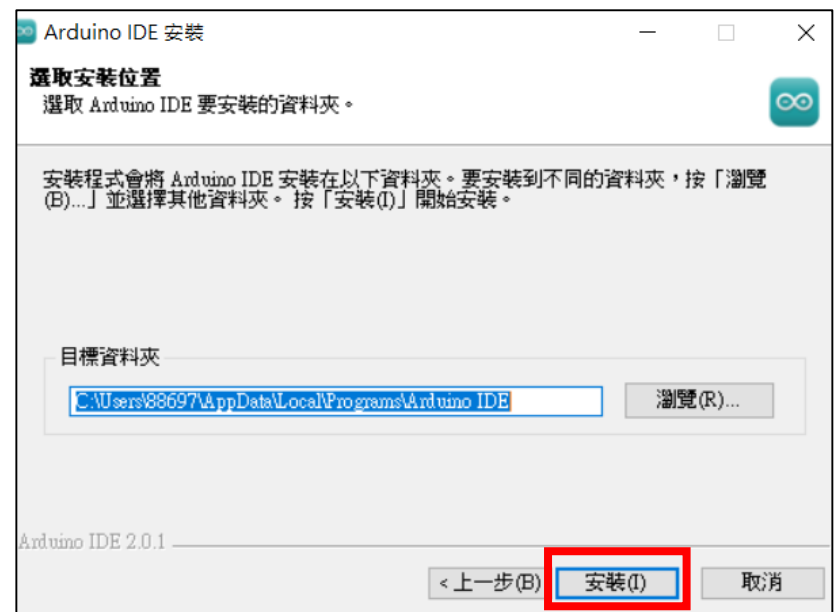 Arduino IDE 安裝
選取安裝位置
選取 Arduino IDE 要安裝的資料夾。
安裝程式會將 Arduino IDE 安裝在以下資料夾。要安裝到不同的資料夾，按「瀏覽
(B)...」並選擇其他資料夾。 按「安裝(I)」開始安裝。
目標資料夾
C:\Users\88697\AppData\Local\Programs\Arduino IDE
瀏覽(R)...
Arduino IDE 2.0.1
<上一步(B)
安裝(I)
取消